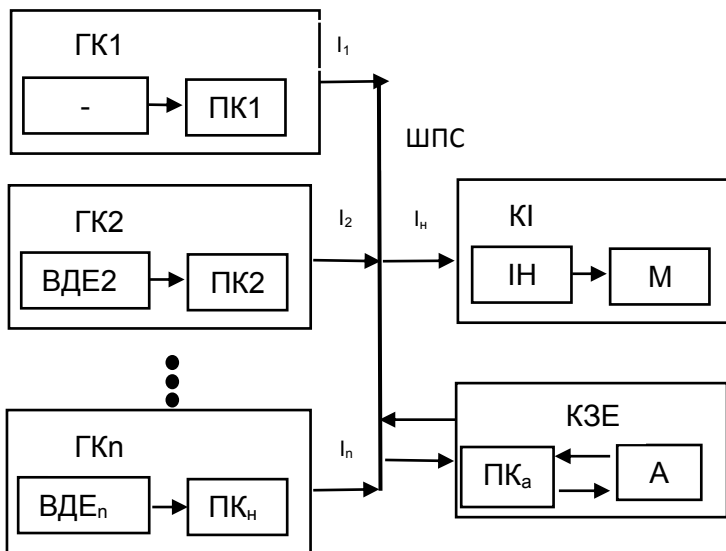 ГК1
I1
-
ПК1
ШПС
ГК2
I2
Iн
КІ
ВДЕ2
ПК2
ІН
М
КЗЕ
ГКn
In
ПКа
А
ВДЕn
ПКн